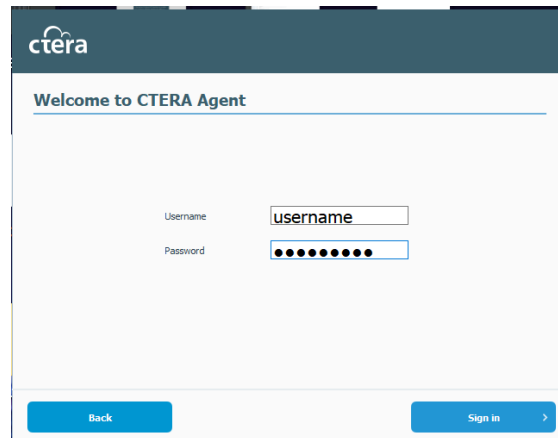 ctera
Welcome to CTERA Agent
Username username
Password ●●●●●●●●●
Back Sign in >